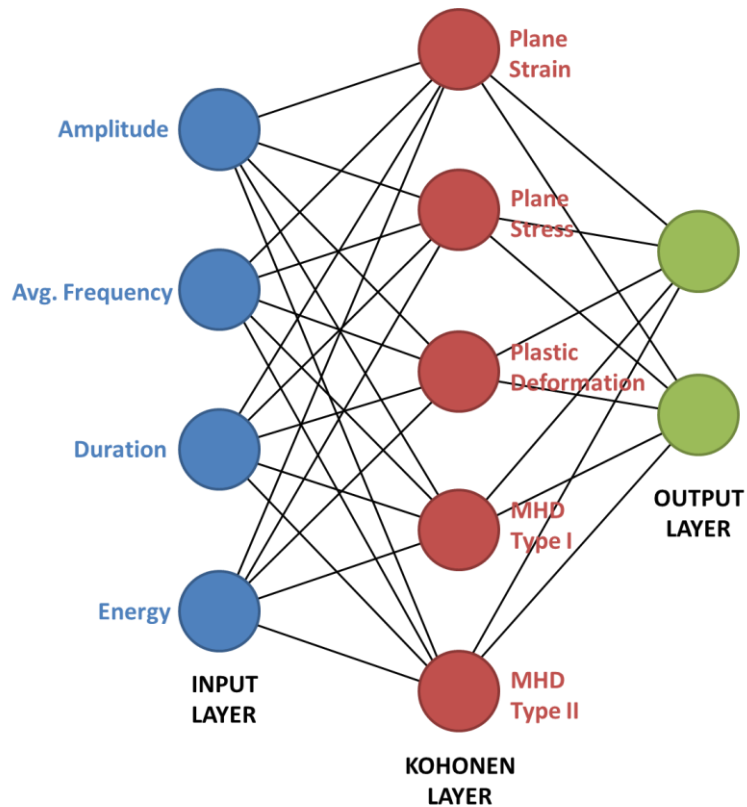 Amplitude
Avg. Frequency
Duration
Energy
INPUT
LAYER
Plane
Strain
Plane
Stress
Plastic
Deformation
MHD
Type I
MHD
Type II
KOHONEN
LAYER
OUTPUT
LAYER